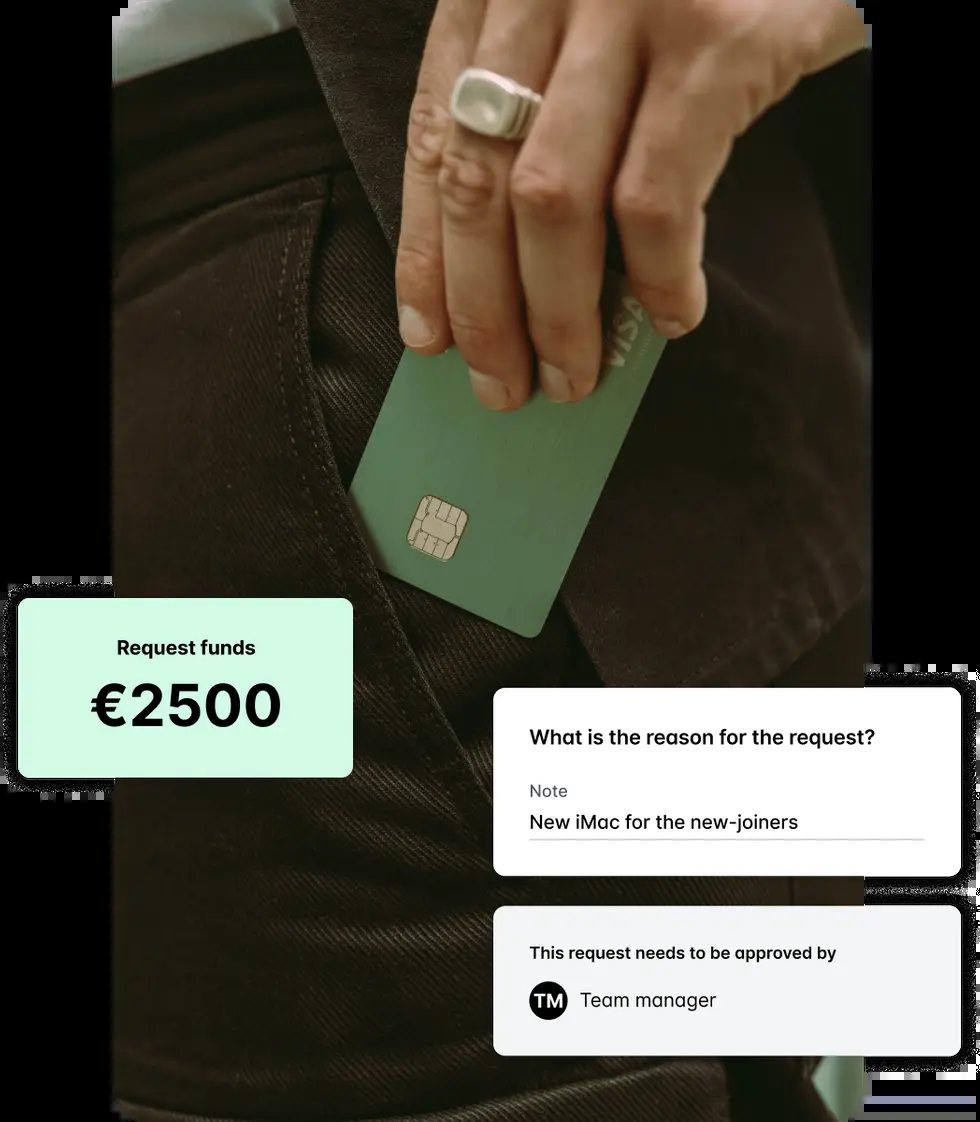 VISA
Request funds
€2500
What is the reason for the request?
Note
New iMac for the new-joiners
This request needs to be approved by
TM Team manager